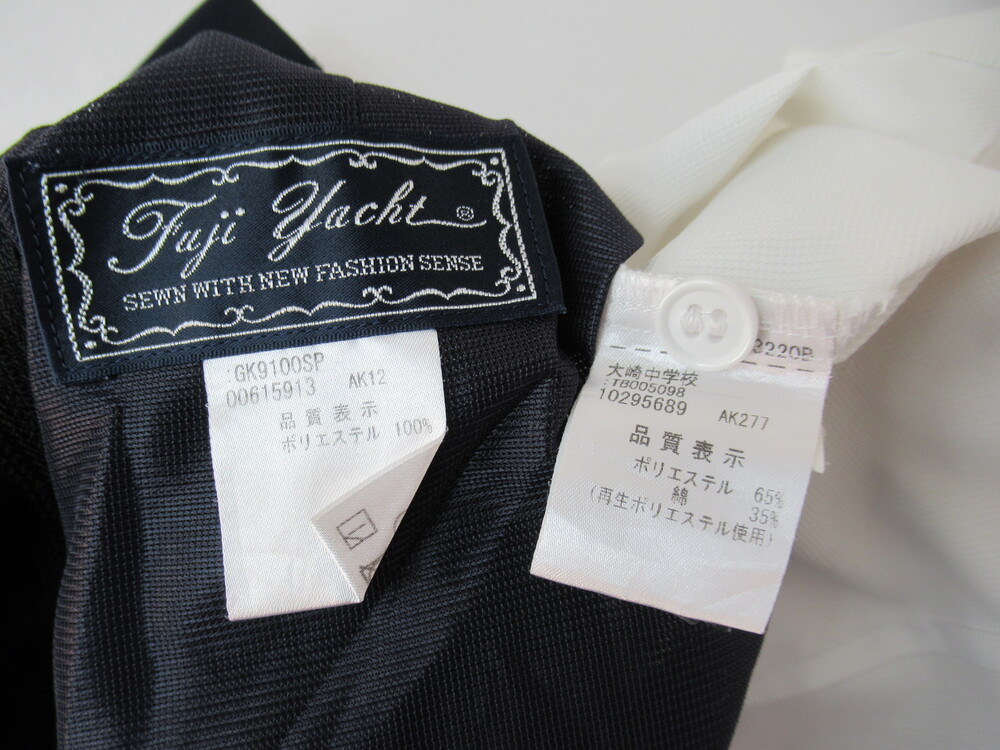 Fuji Yacht ®
SEWN WITH NEW FASHION SENSE
:GK9100SP
00615913 AK12
品質表示
ポリエステル 100%
3220B
大崎中学校
:TB005098
10295689 AK277
品質表示
ポリエステル 65%
綿 35%
(再生ポリエステル使用)